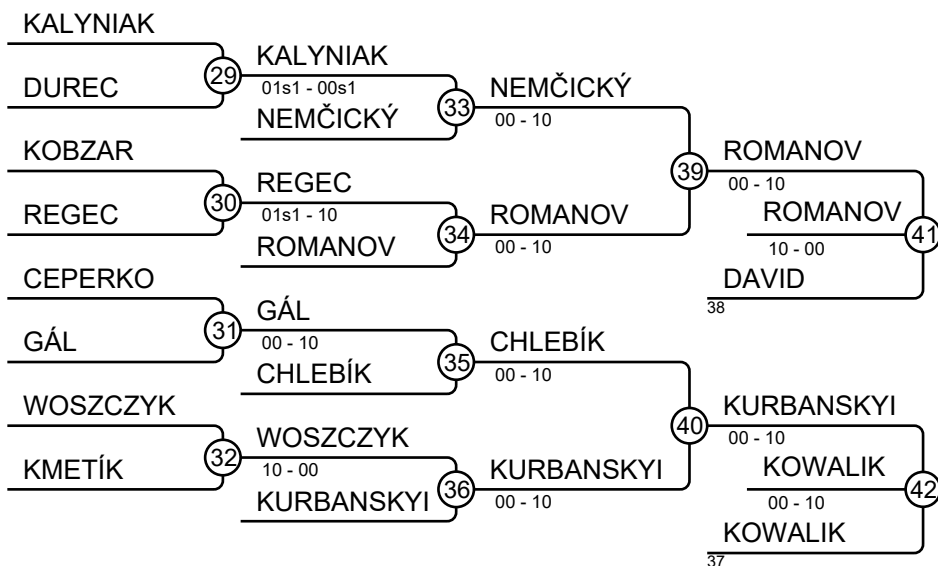 KALYNIAK
DUREC
29
KALYNIAK
01s1 - 00s1
NEMČICKÝ
33
NEMČICKÝ
00 - 10
KOBZAR
REGEC
30
REGEC
01s1 - 10
ROMANOV
34
ROMANOV
00 - 10
39
ROMANOV
00 - 10
ROMANOV
10 - 00
41
DAVID
38
CEPERKO
GÁL
31
GÁL
00 - 10
CHLEBÍK
35
CHLEBÍK
00 - 10
WOSZCZYK
KMETÍK
32
WOSZCZYK
10 - 00
KURBANSKYI
36
KURBANSKYI
00 - 10
40
KURBANSKYI
00 - 10
KOWALIK
00 - 10
42
KOWALIK
37